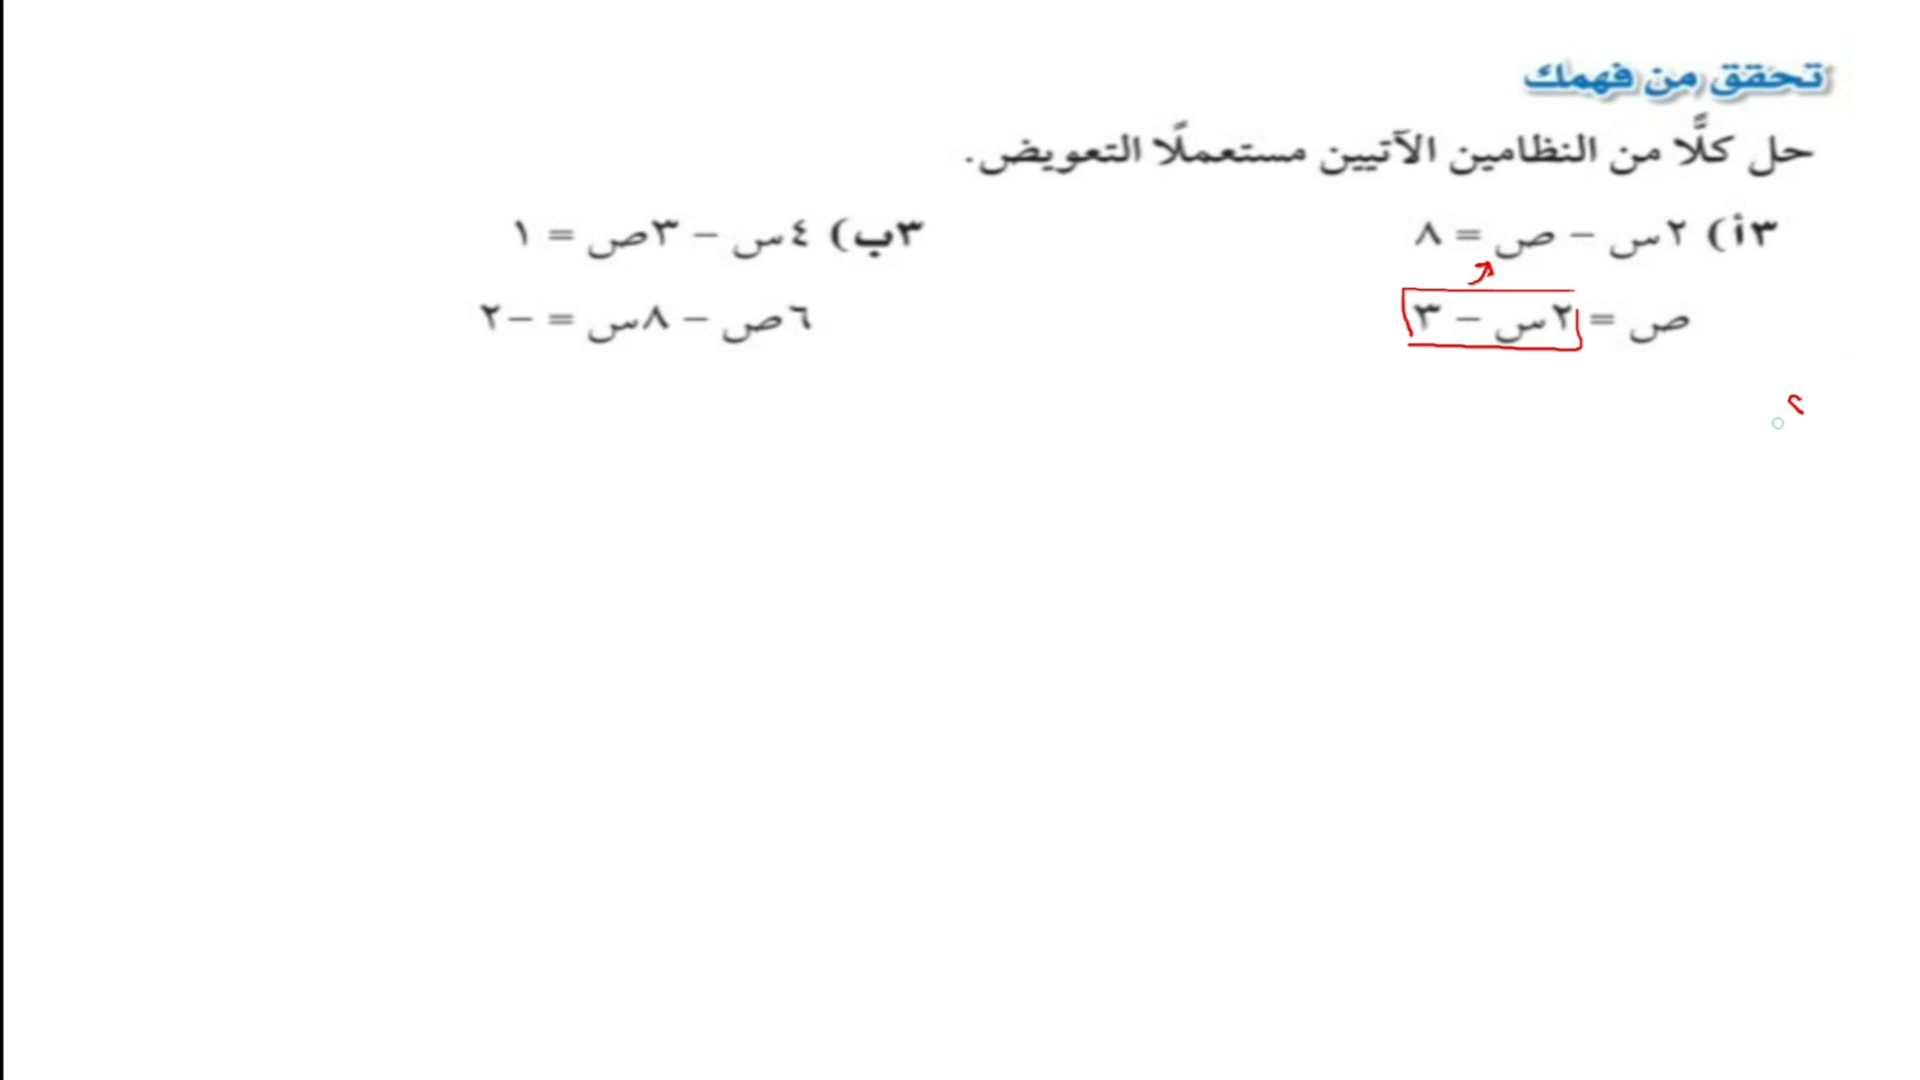 تحقق من فهمك
حل كلًّا من النظامين الآتيين مستعملًا التعويض.
٣أ) ٢س − ص = ٨
ص = ٢س − ٣
٣ب) ٤س − ٣ص = ١
٦ص − ٨س = −٢
٢